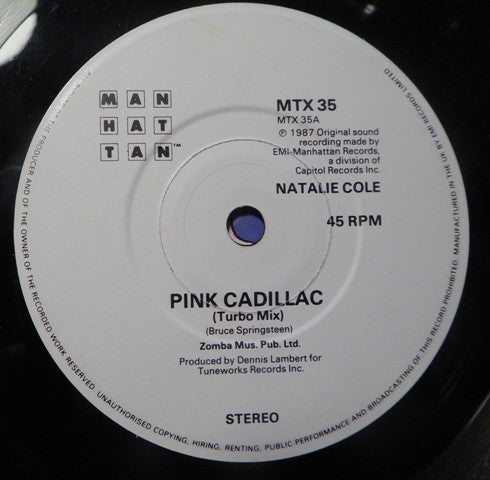 MAN
HAT
TAN™
MTX 35
MTX 35A
℗ 1987 Original sound
recording made by
EMI-Manhattan Records,
a division of
Capitol Records Inc.
NATALIE COLE
45 RPM
PINK CADILLAC
(Turbo Mix)
(Bruce Springsteen)
Zomba Mus. Pub. Ltd.
Produced by Dennis Lambert for
Tuneworks Records Inc.
STEREO
THE PRODUCER AND OF THE OWNER OF THE RECORDED WORK RESERVED. UNAUTHORISED COPYING, HIRING, RENTING, PUBLIC PERFORMANCE AND BROADCASTING OF THIS RECORD PROHIBITED. MANUFACTURED IN THE UK BY EMI RECORDS LIMITED